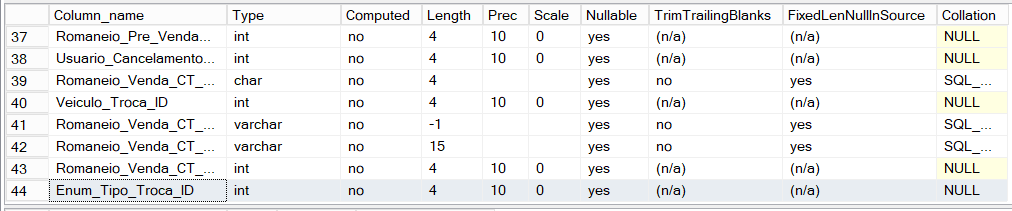 Column_name Type Computed Length Prec Scale Nullable TrimTrailingBlanks FixedLenNullInSource Collation
37 Romaneio_Pre_Venda... int no 4 10 0 yes (n/a) (n/a) NULL
38 Usuario_Cancelamento... int no 4 10 0 yes (n/a) (n/a) NULL
39 Romaneio_Venda_CT_... char no 4 yes no yes SQL_...
40 Veiculo_Troca_ID int no 4 10 0 yes (n/a) (n/a) NULL
41 Romaneio_Venda_CT_... varchar no -1 yes no yes SQL_...
42 Romaneio_Venda_CT_... varchar no 15 yes no yes SQL_...
43 Romaneio_Venda_CT_... int no 4 10 0 yes (n/a) (n/a) NULL
44 Enum_Tipo_Troca_ID int no 4 10 0 yes (n/a) (n/a) NULL